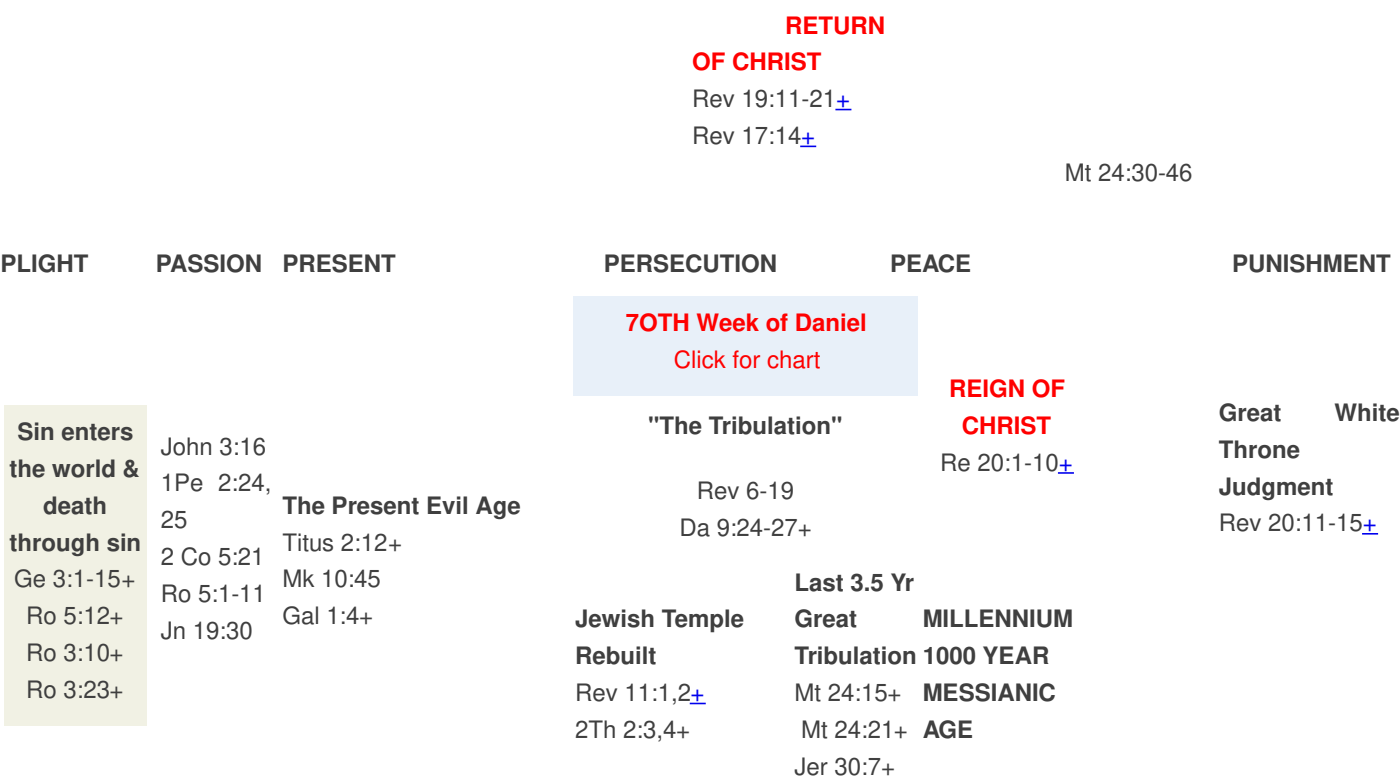 RETURN
OF CHRIST
Rev 19:11-21+
Rev 17:14+
Mt 24:30-46
PLIGHT PASSION PRESENT PERSECUTION PEACE PUNISHMENT
Sin enters
the world &
death
through sin
Ge 3:1-15+
Ro 5:12+
Ro 3:10+
Ro 3:23+
John 3:16
1Pe 2:24,
25
2 Co 5:21
Ro 5:1-11
Jn 19:30
The Present Evil Age
Titus 2:12+
Mk 10:45
Gal 1:4+
7OTH Week of Daniel
Click for chart
"The Tribulation"
Rev 6-19
Da 9:24-27+
Jewish Temple
Rebuilt
Rev 11:1,2+
2Th 2:3,4+
Last 3.5 Yr
Great
Tribulation
Mt 24:15+
Mt 24:21+
Jer 30:7+
REIGN OF
CHRIST
Re 20:1-10+
MILLENNIUM
1000 YEAR
MESSIANIC
AGE
Great White
Throne
Judgment
Rev 20:11-15+